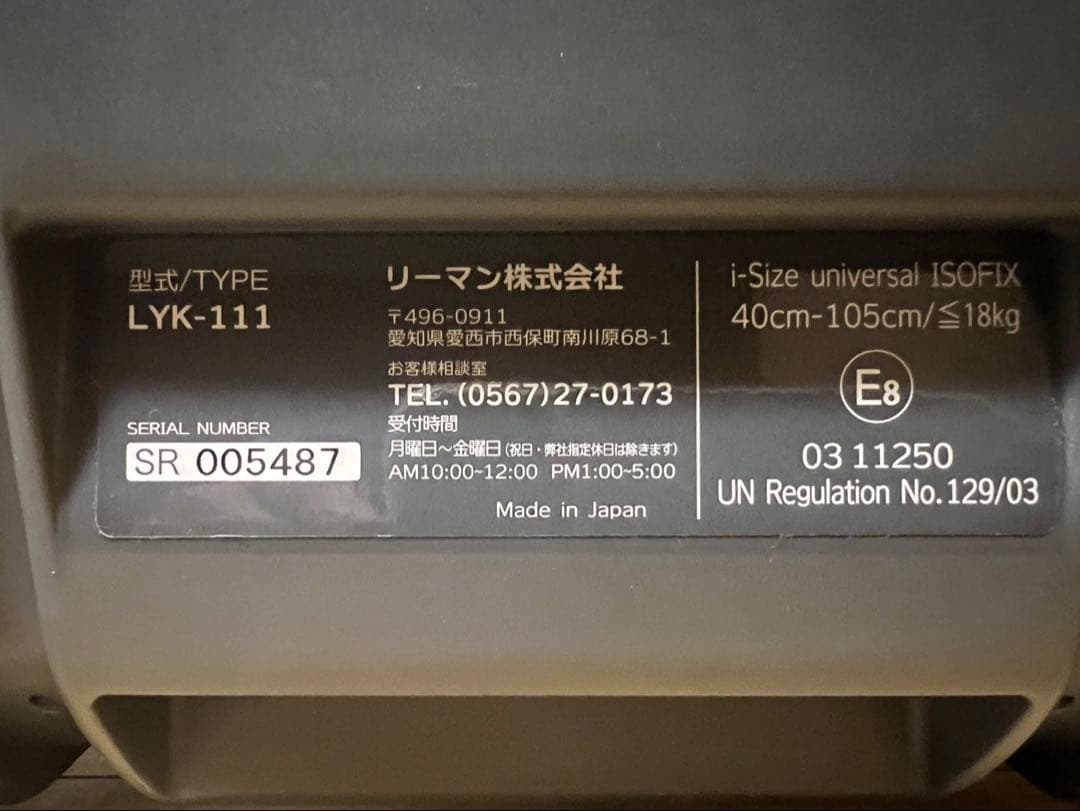 型式/TYPE
LYK-111
SERIAL NUMBER
SR 005487
リーマン株式会社
〒496-0911
愛知県愛西市西保町南川原68-1
お客様相談室
TEL. (0567)27-0173
受付時間
月曜日～金曜日(祝日・弊社指定休日は除きます)
AM10:00~12:00 PM1:00~5:00
Made in Japan
i-Size universal ISOFIX
40cm-105cm/≦18kg
E8
03 11250
UN Regulation No.129/03